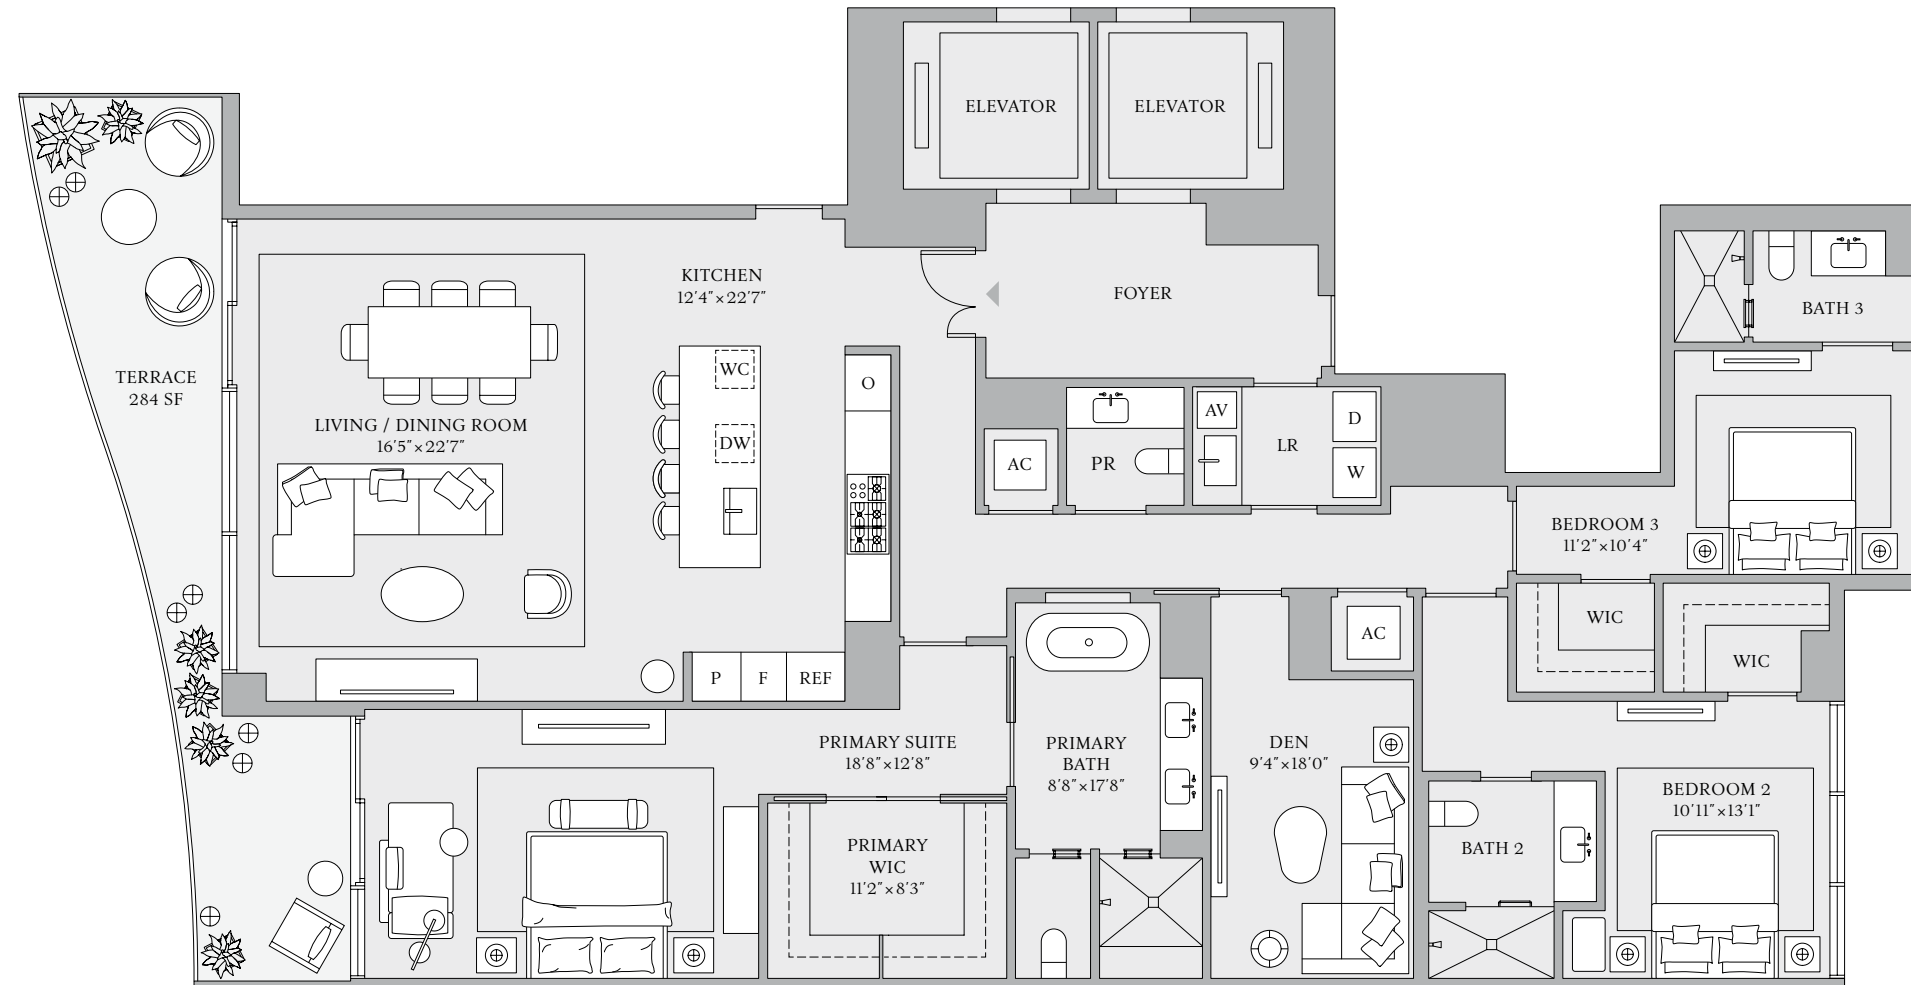 ELEVATOR
ELEVATOR
KITCHEN
12'4"×22'7"
FOYER
BATH 3
TERRACE
284 SF
WC
O
LIVING / DINING ROOM
16'5"×22'7"
DW
AC
PR
AV
LR
D
W
BEDROOM 3
11'2"×10'4"
WIC
WIC
AC
P
F
REF
PRIMARY SUITE
18'8"×12'8"
PRIMARY
BATH
8'8"×17'8"
DEN
9'4"×18'0"
BEDROOM 2
10'11"×13'1"
PRIMARY
WIC
11'2"×8'3"
BATH 2